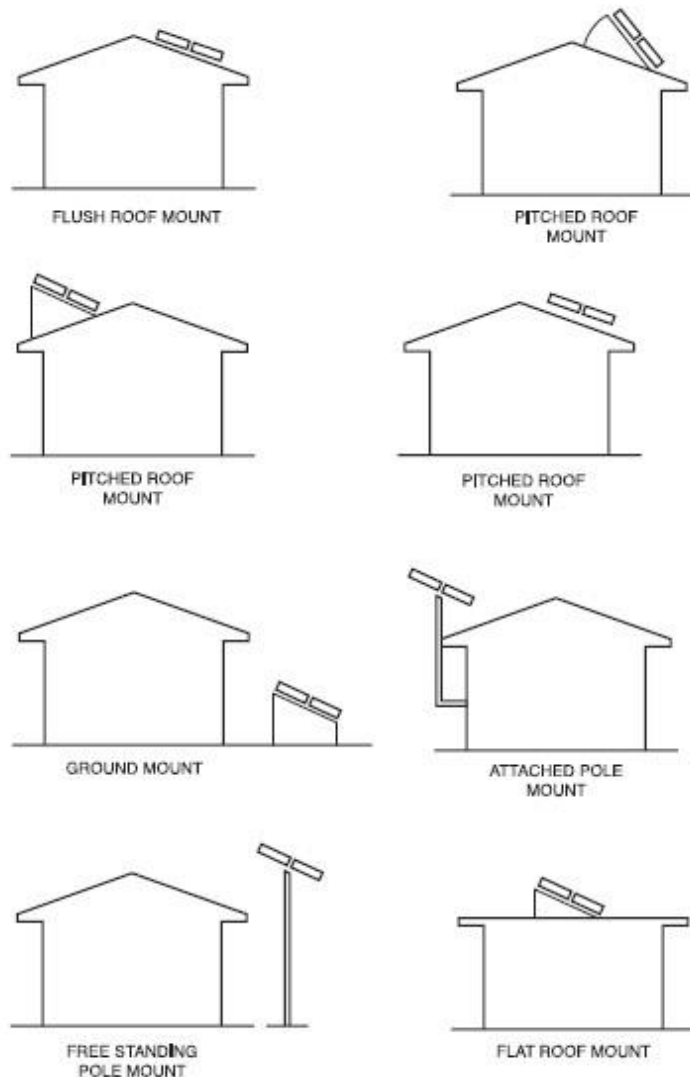 FLUSH ROOF MOUNT
PITCHED ROOF
MOUNT
PITCHED ROOF
MOUNT
PITCHED ROOF
MOUNT
GROUND MOUNT
ATTACHED POLE
MOUNT
FREE STANDING
POLE MOUNT
FLAT ROOF MOUNT